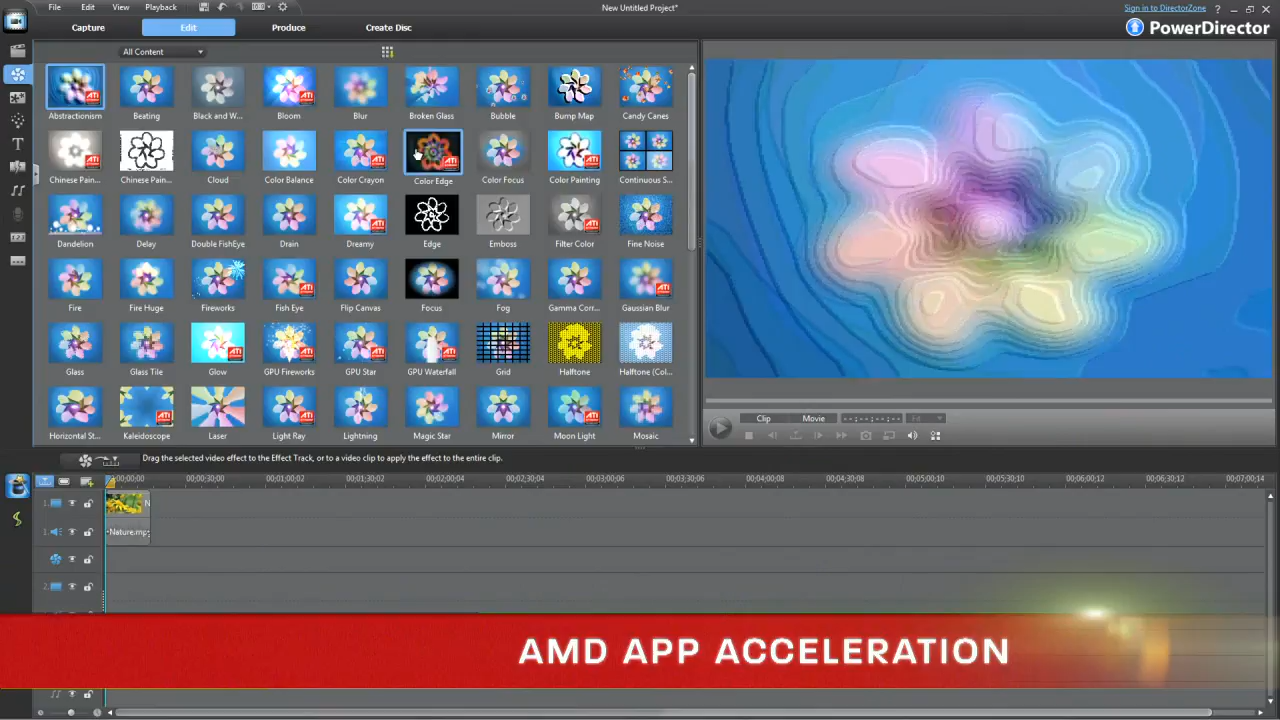 File Edit View Playback
New Untitled Project*
Sign in to DirectorZone
?
Capture Edit Produce Create Disc
PowerDirector
All Content
Abstractionism Beating Black and W... Bloom Blur Broken Glass Bubble Bump Map Candy Canes
Chinese Pain... Chinese Pain... Cloud Color Balance Color Crayon Color Edge Color Focus Color Painting Continuous S...
Dandelion Delay Double FishEye Drain Dreamy Edge Emboss Filter Color Fine Noise
Fire Fire Huge Fireworks Fish Eye Flip Canvas Focus Fog Gamma Corr... Gaussian Blur
Glass Glass Tile Glow GPU Fireworks GPU Star GPU Waterfall Grid Halftone Halftone (Col...
Horizontal St... Kaleidoscope Laser Light Ray Lightning Magic Star Mirror Moon Light Mosaic
Clip Movie --:--:--:-- Fit
Drag the selected video effect to the Effect Track, or to a video clip to apply the effect to the entire clip.
00:00:00 00;00;30;00 00;01;00;02 00;01;30;02 00;02;00;04 00;02;30;04 00;03;00;06 00;03;30;06 00;04;00;08 00;04;30;08 00;05;00;10 00;05;30;10 00;06;00;12 00;06;30;12 00;07;00;14
1. N
1. Nature.mp
2.
AMD APP ACCELERATION